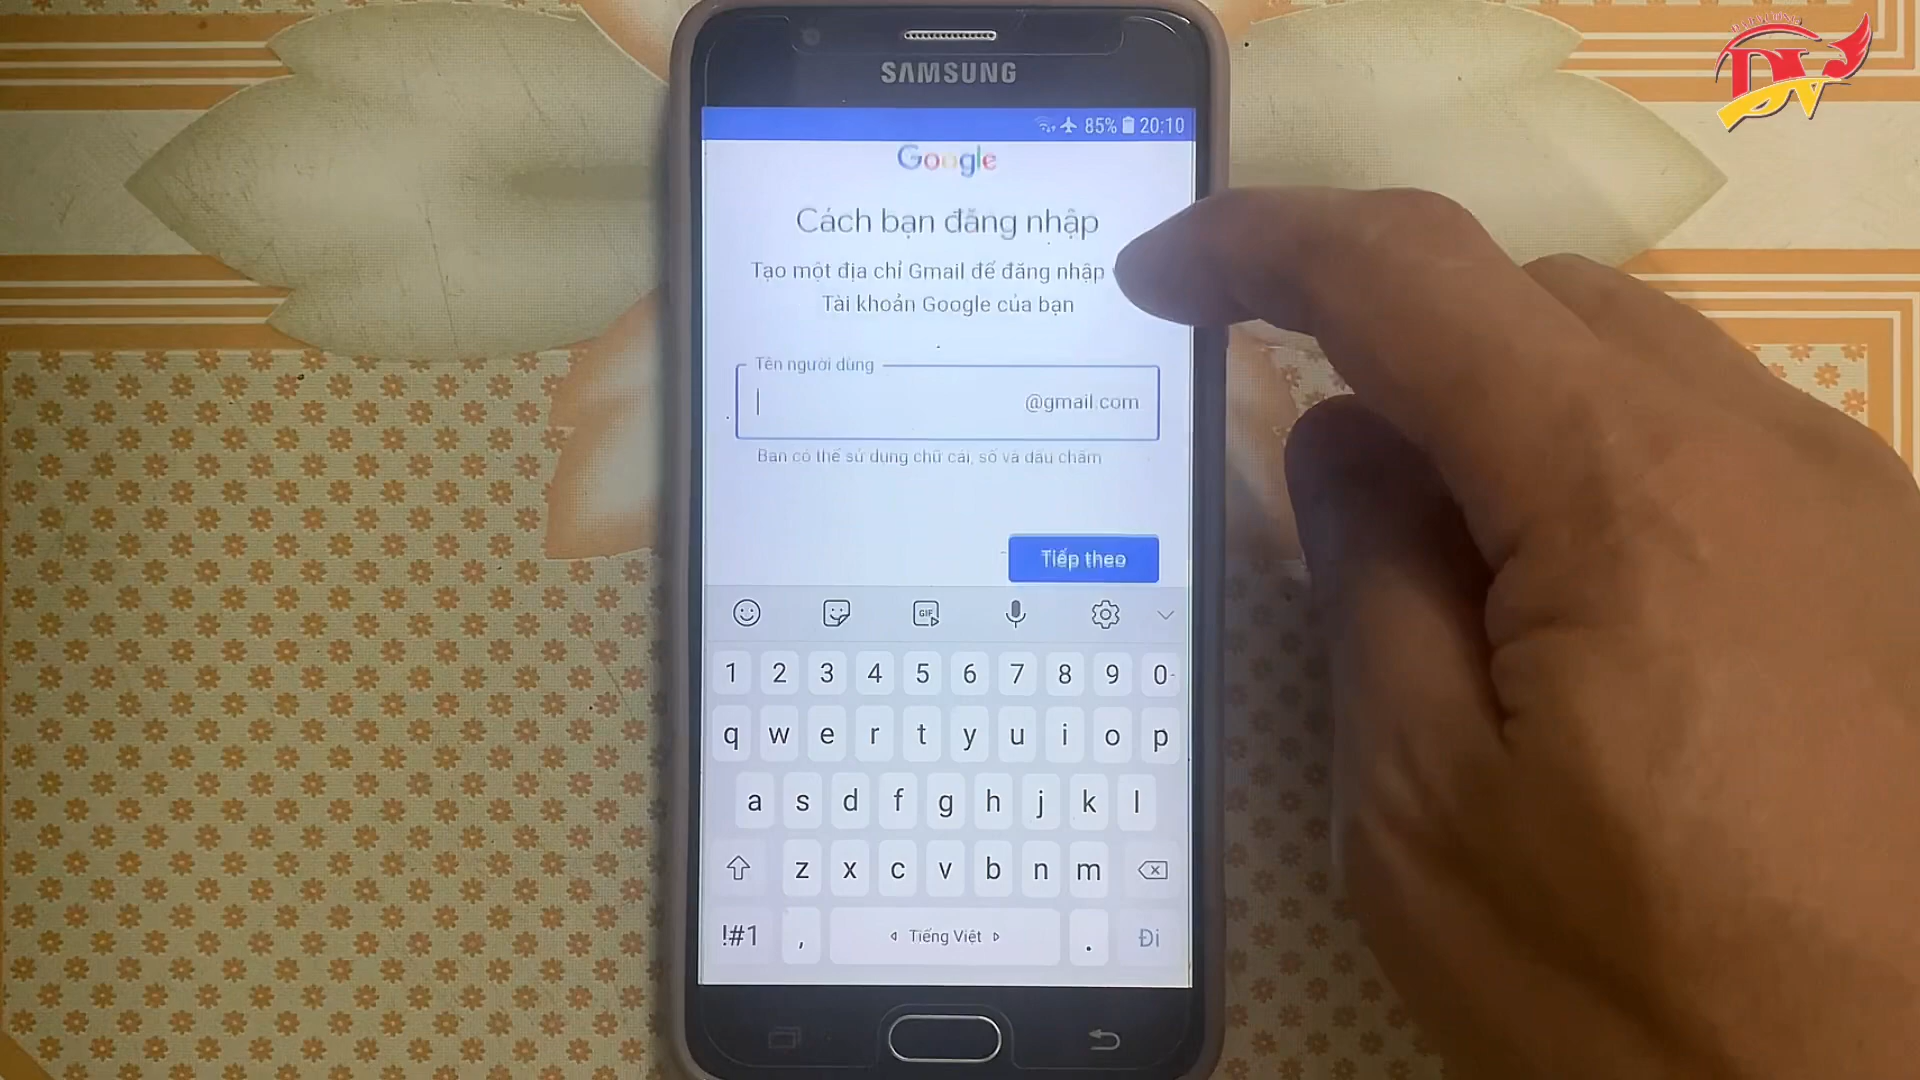 SAMSUNG
85% 20:10
Google
Cách bạn đăng nhập
Tạo một địa chỉ Gmail để đăng nhập
Tài khoản Google của bạn
Tên người dùng
@gmail.com
Bạn có thể sử dụng chữ cái, số và dấu chấm
Tiếp theo
GIF
1 2 3 4 5 6 7 8 9 0
q w e r t y u i o p
a s d f g h j k l
z x c v b n m
!#1 , Tiếng Việt . Đi